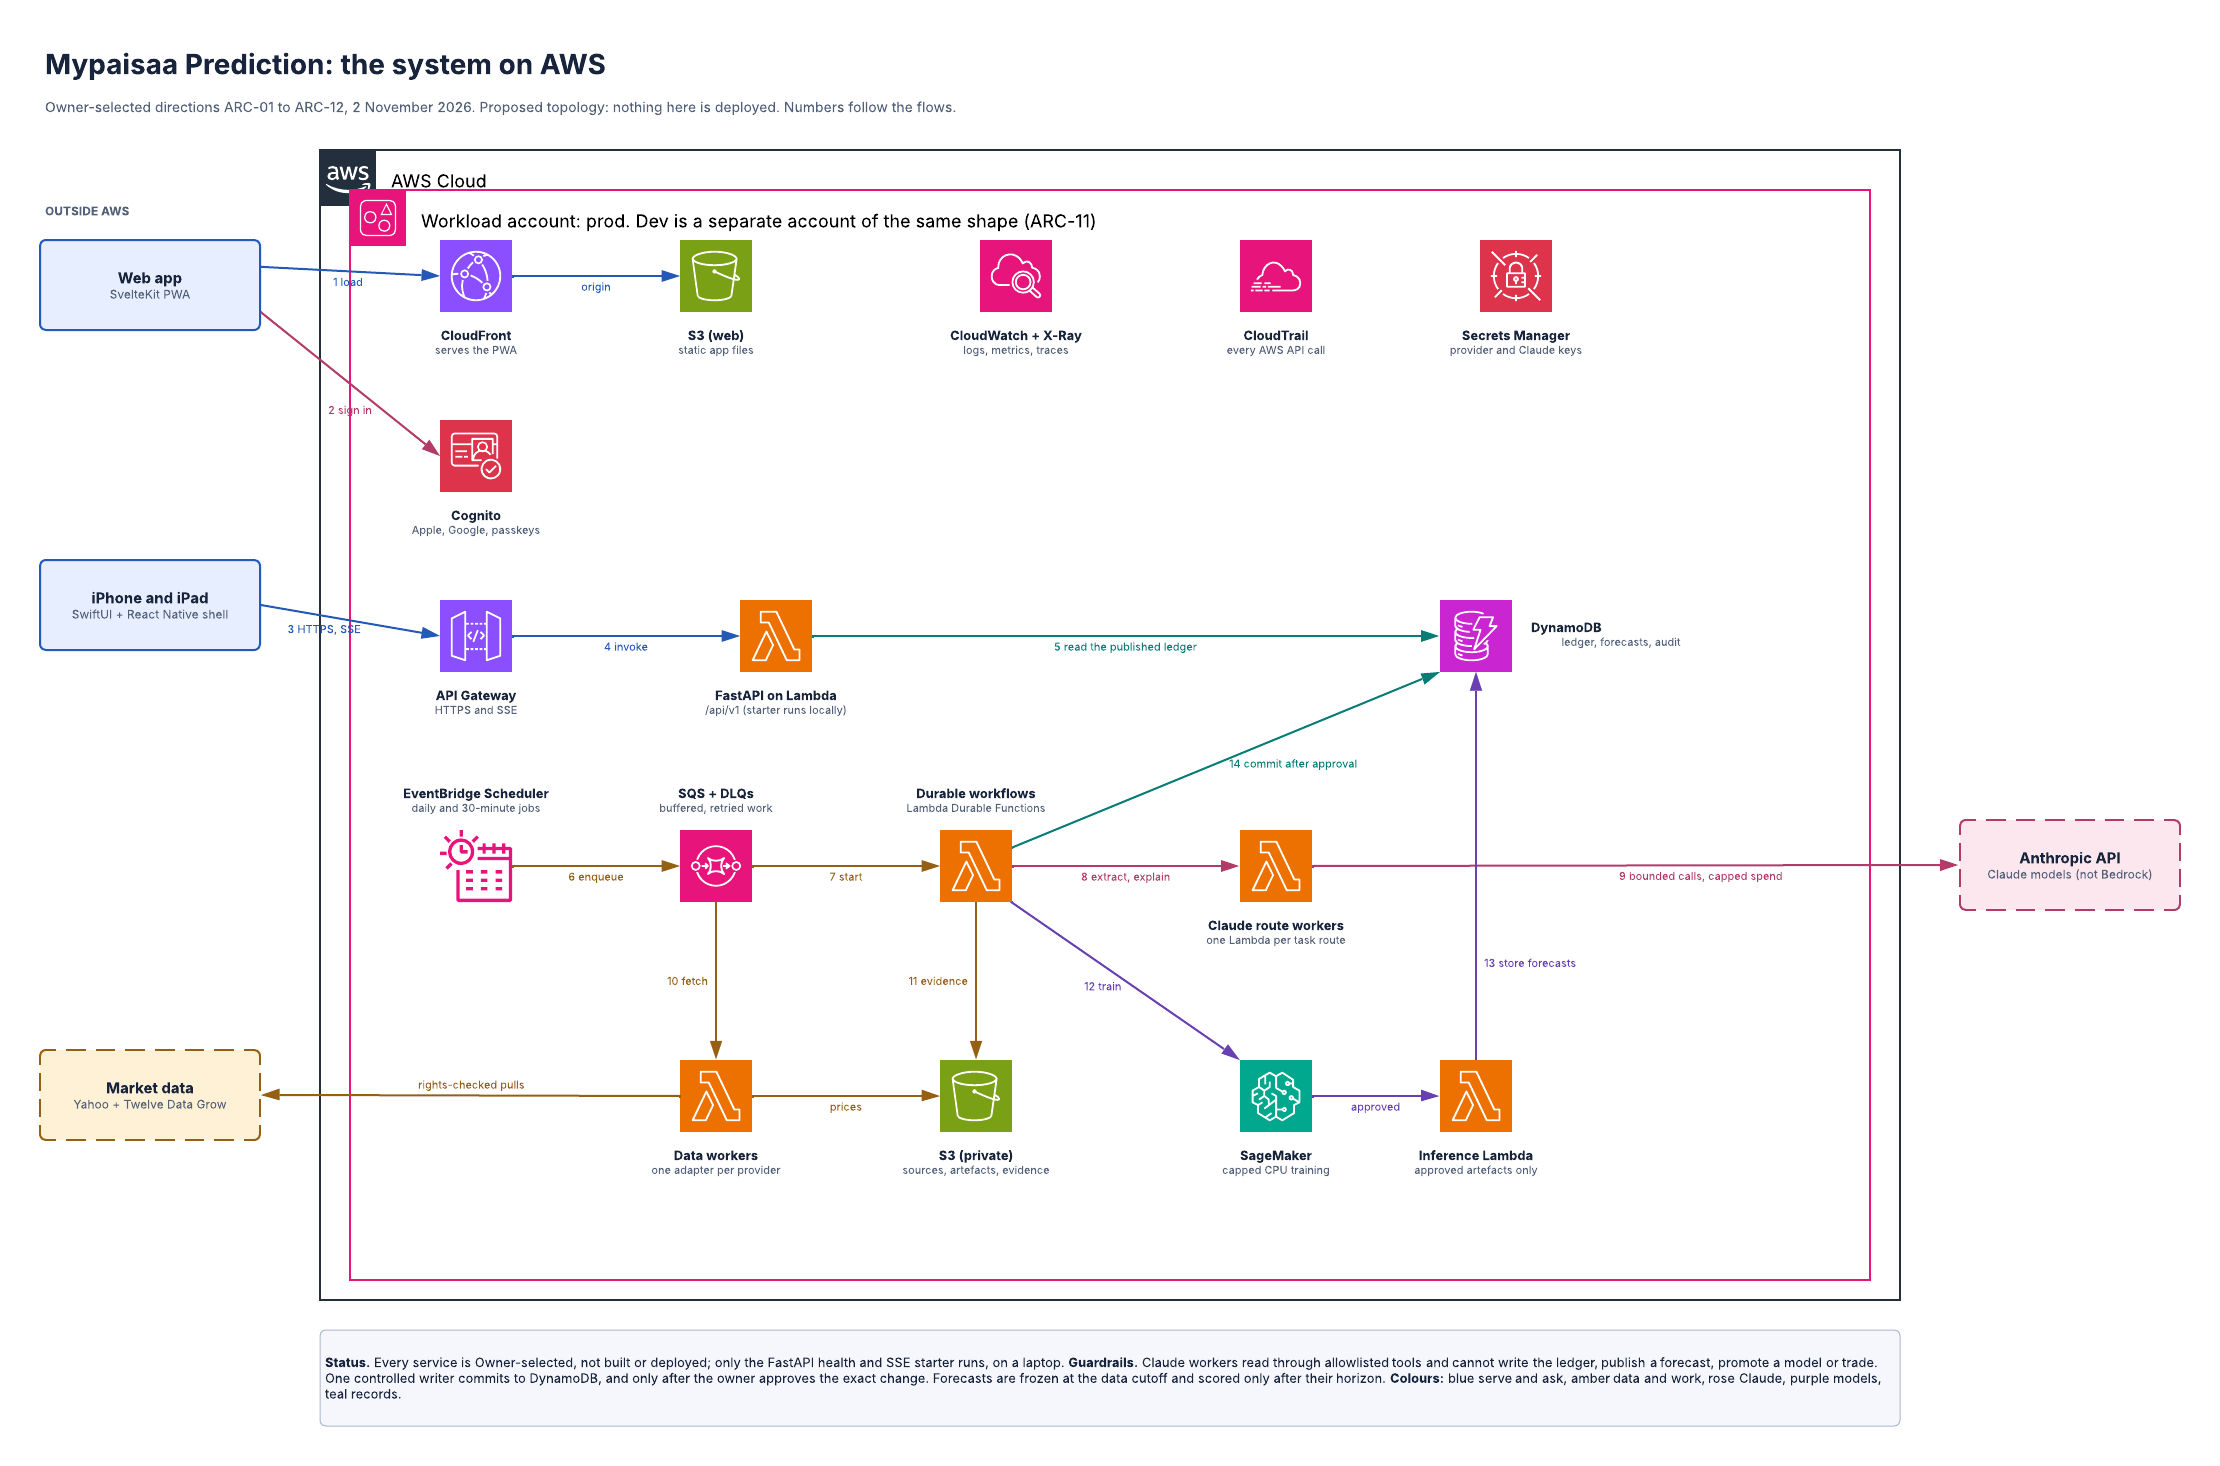 Mypaisaa Prediction: the system on AWS
Owner-selected directions ARC-01 to ARC-12, 2 November 2026. Proposed topology: nothing here is deployed. Numbers follow the flows.
aws
AWS Cloud
OUTSIDE AWS
Workload account: prod. Dev is a separate account of the same shape (ARC-11)
Web app
SvelteKit PWA
1 load
origin
CloudFront
serves the PWA
S3 (web)
static app files
CloudWatch + X-Ray
logs, metrics, traces
CloudTrail
every AWS API call
Secrets Manager
provider and Claude keys
2 sign in
Cognito
Apple, Google, passkeys
iPhone and iPad
SwiftUI + React Native shell
3 HTTPS, SSE
4 invoke
5 read the published ledger
DynamoDB
ledger, forecasts, audit
API Gateway
HTTPS and SSE
FastAPI on Lambda
/api/v1 (starter runs locally)
14 commit after approval
EventBridge Scheduler
daily and 30-minute jobs
SQS + DLQs
buffered, retried work
Durable workflows
Lambda Durable Functions
6 enqueue
7 start
8 extract, explain
9 bounded calls, capped spend
Anthropic API
Claude models (not Bedrock)
Claude route workers
one Lambda per task route
10 fetch
11 evidence
12 train
13 store forecasts
Market data
Yahoo + Twelve Data Grow
rights-checked pulls
prices
approved
Data workers
one adapter per provider
S3 (private)
sources, artefacts, evidence
SageMaker
capped CPU training
Inference Lambda
approved artefacts only
Status. Every service is Owner-selected, not built or deployed; only the FastAPI health and SSE starter runs, on a laptop. Guardrails. Claude workers read through allowlisted tools and cannot write the ledger, publish a forecast, promote a model or trade.
One controlled writer commits to DynamoDB, and only after the owner approves the exact change. Forecasts are frozen at the data cutoff and scored only after their horizon. Colours: blue serve and ask, amber data and work, rose Claude, purple models,
teal records.